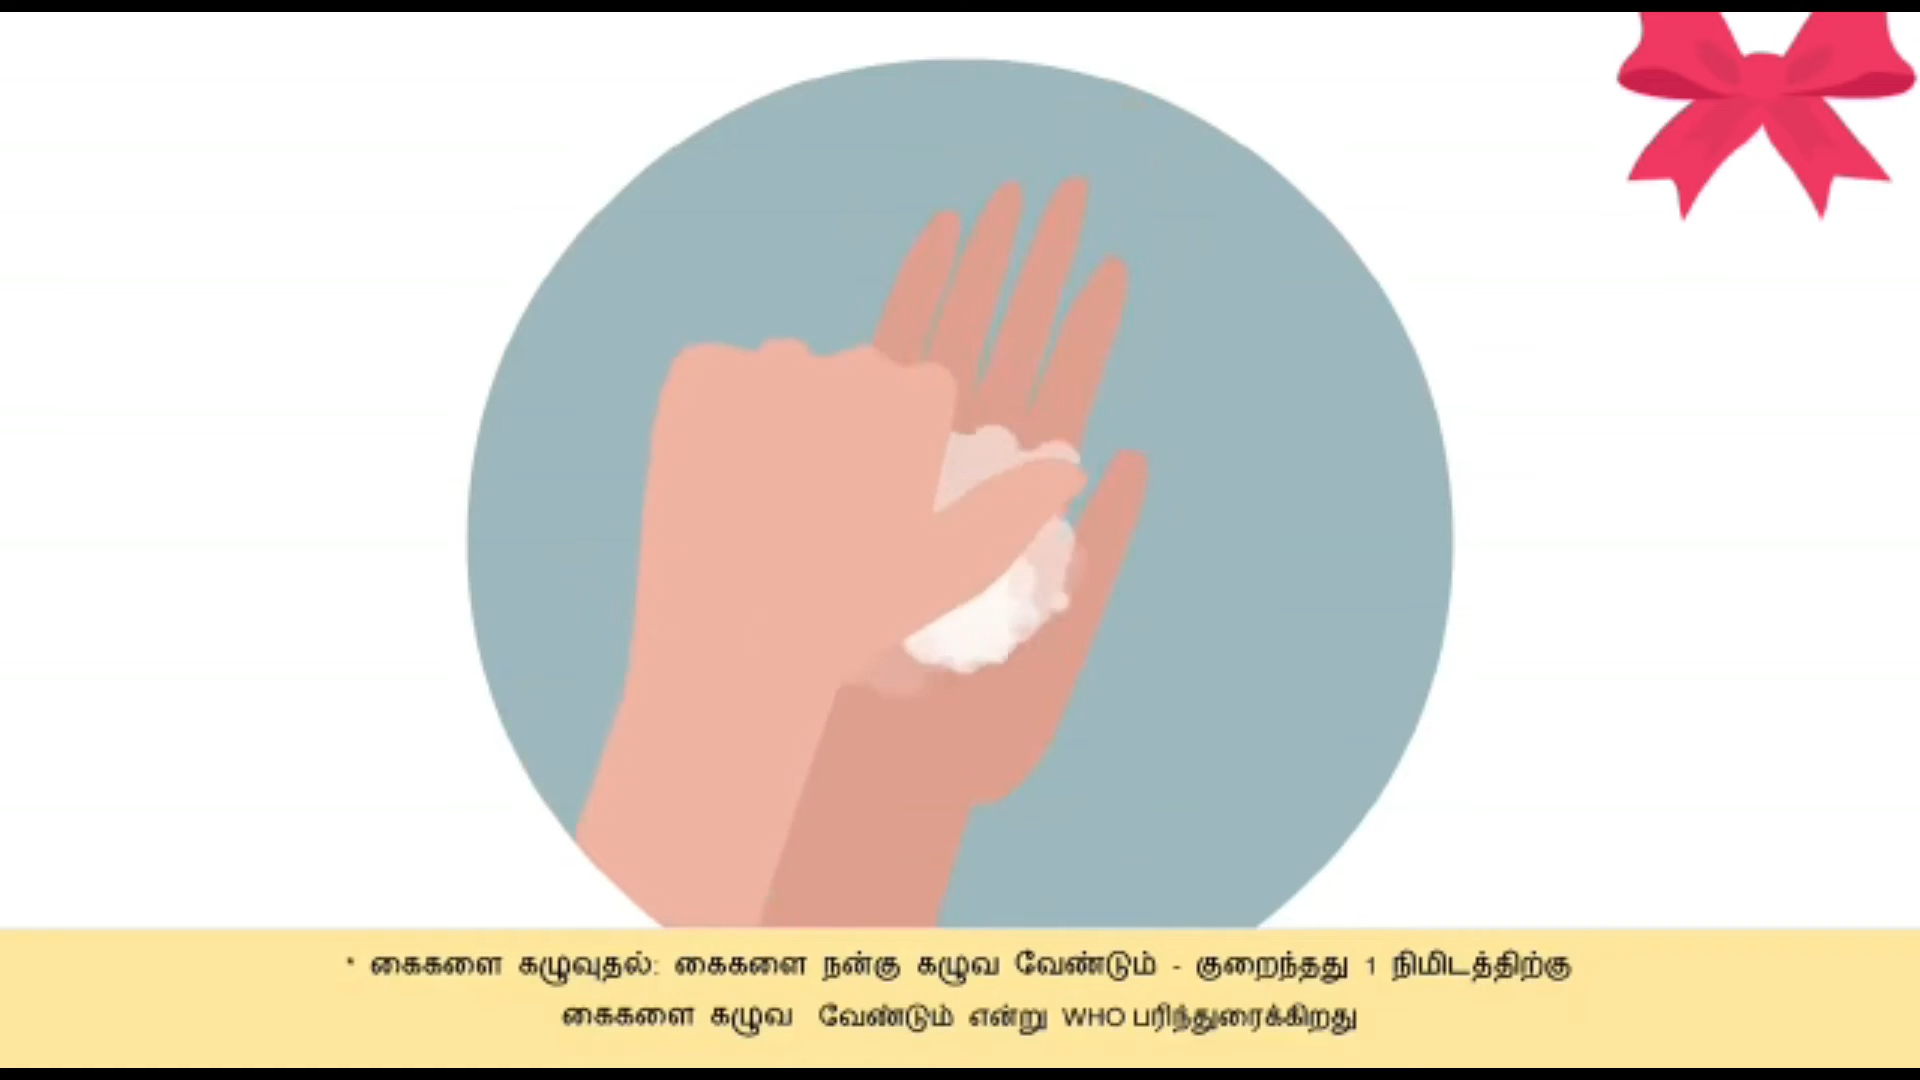 * கைகளை கழுவுதல்: கைகளை நன்கு கழுவ வேண்டும் - குறைந்தது 1 நிமிடத்திற்கு
கைகளை கழுவ வேண்டும் என்று WHO பரிந்துரைக்கிறது